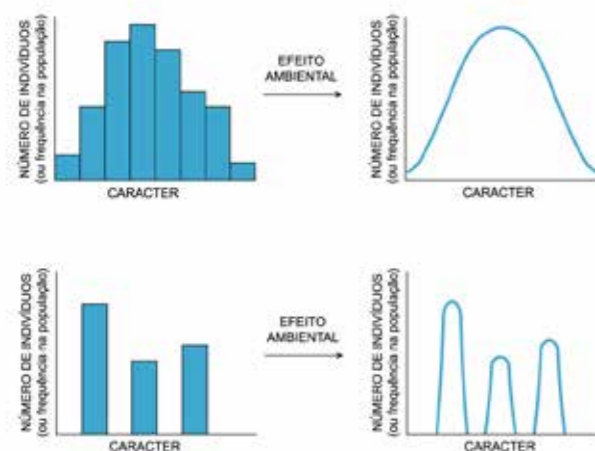 NÚMERO DE INDIVÍDUOS
(ou frequência na população)
CARACTER
EFEITO
AMBIENTAL
NÚMERO DE INDIVÍDUOS
(ou frequência na população)
CARACTER
NÚMERO DE INDIVÍDUOS
(ou frequência na população)
CARACTER
EFEITO
AMBIENTAL
NÚMERO DE INDIVÍDUOS
(ou frequência na população)
CARACTER